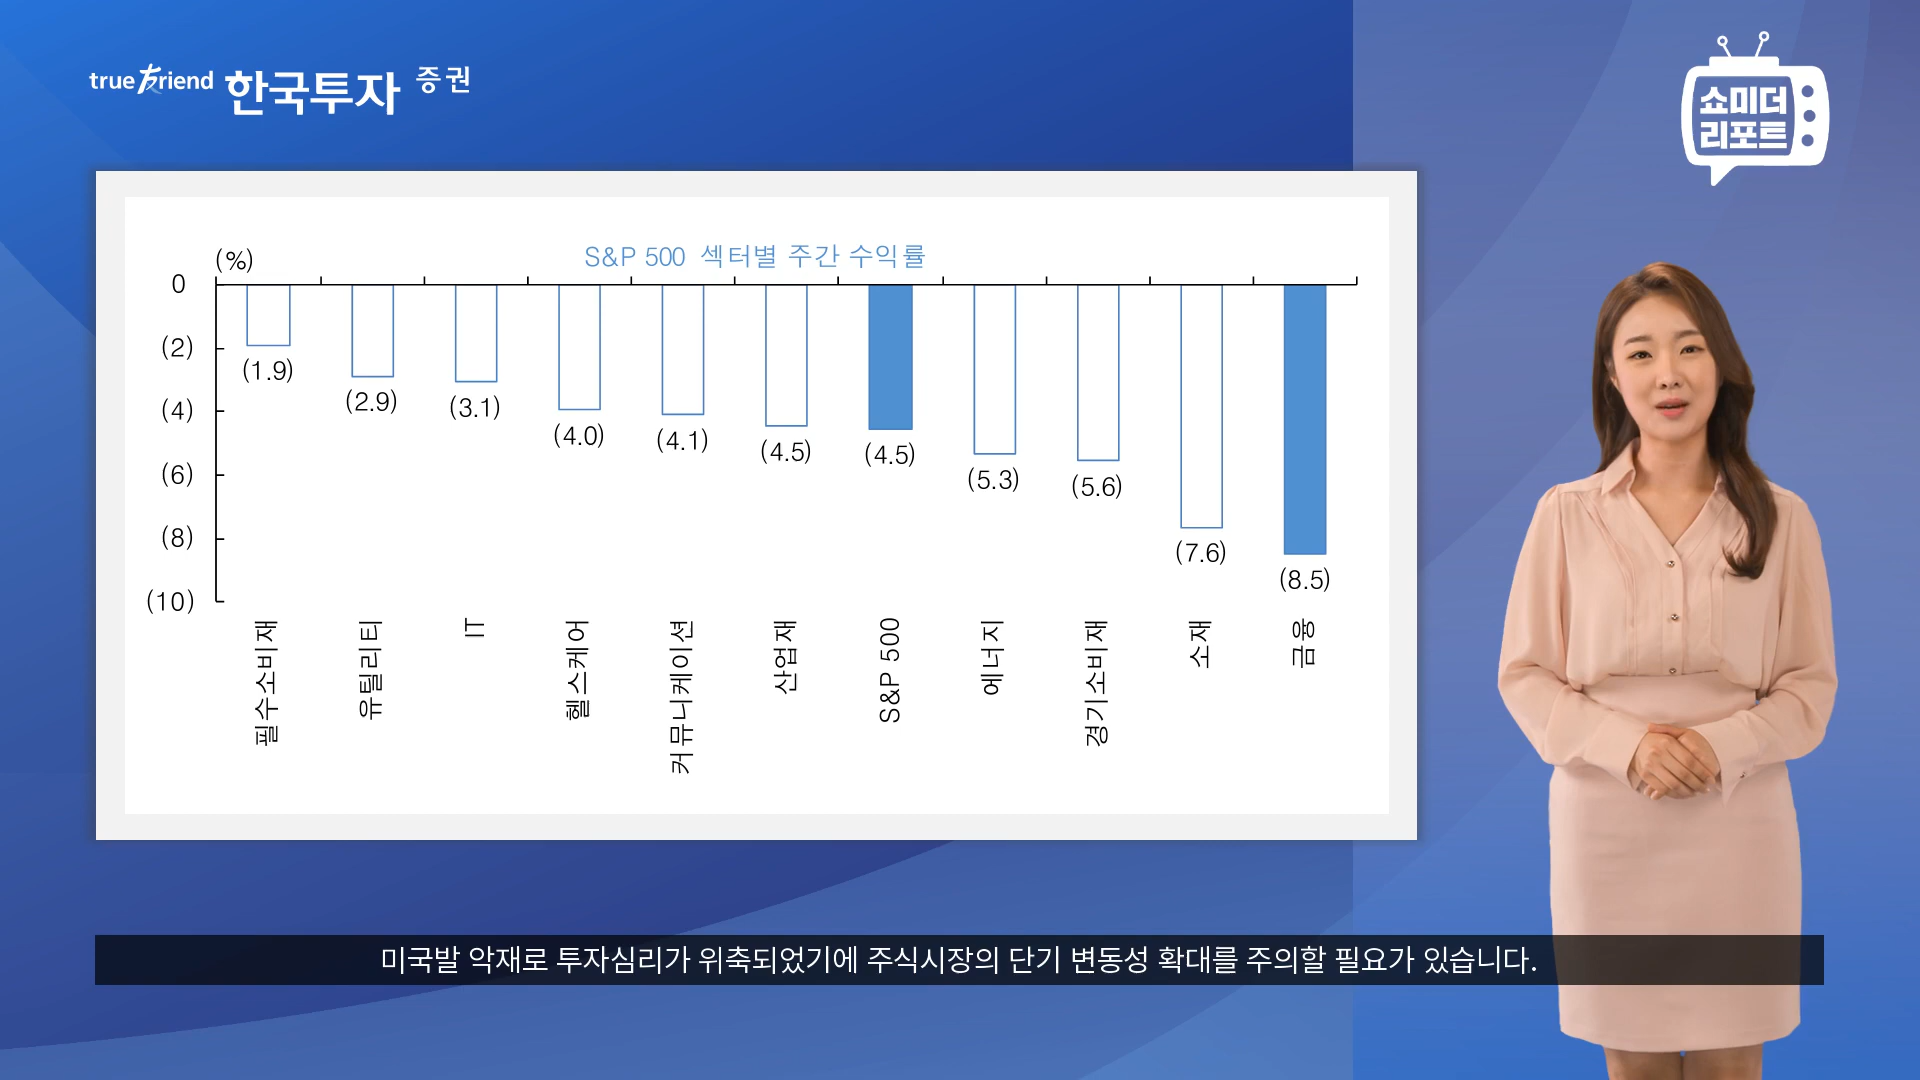 true friend 한국투자 증권
쇼미더
리포트
S&P 500 섹터별 주간 수익률
(%)
0
(2)
(4)
(6)
(8)
(10)
(1.9)
(2.9)
(3.1)
(4.0)
(4.1)
(4.5)
(4.5)
(5.3)
(5.6)
(7.6)
(8.5)
필수소비재
유틸리티
IT
헬스케어
커뮤니케이션
산업재
S&P 500
에너지
경기소비재
소재
금융
미국발 악재로 투자심리가 위축되었기에 주식시장의 단기 변동성 확대를 주의할 필요가 있습니다.